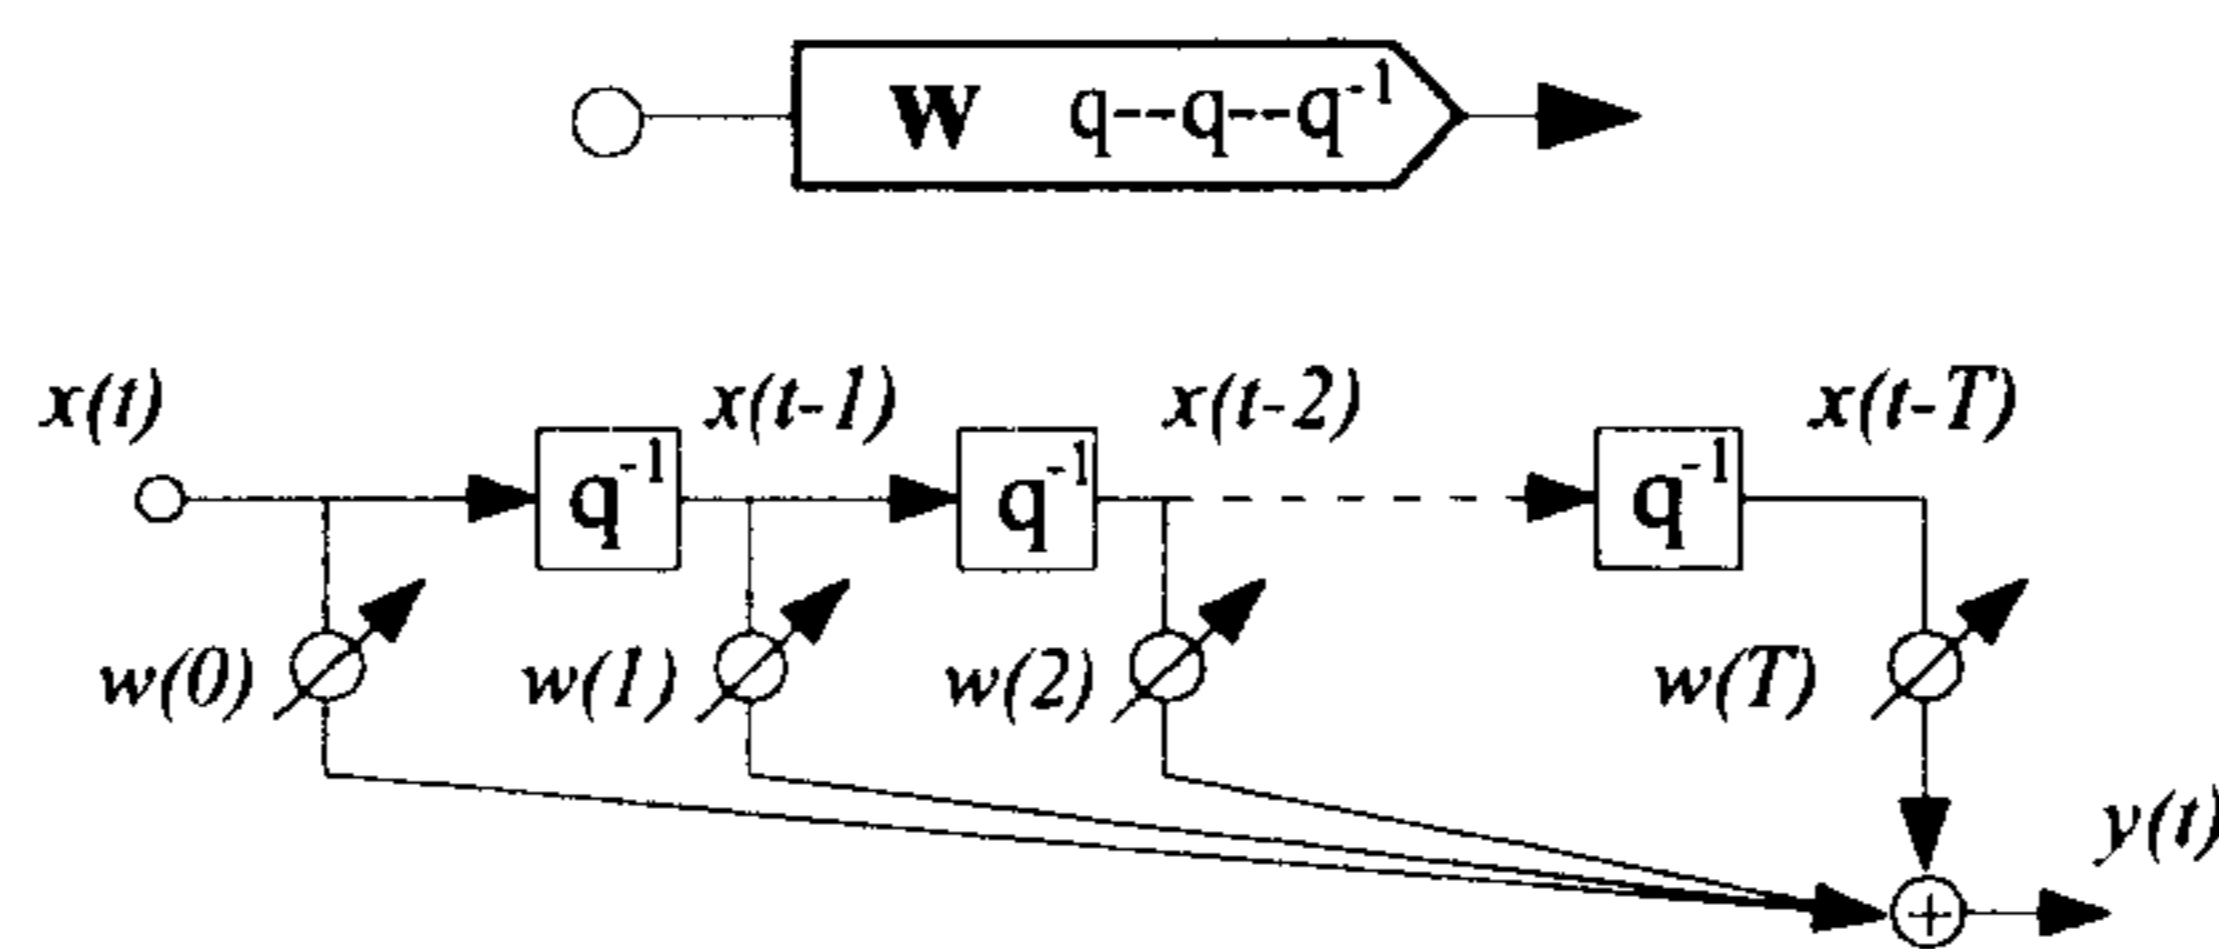 W q--q--q⁻¹
x(t) x(t-1) x(t-2) x(t-T)
q⁻¹ q⁻¹ q⁻¹
w(0) w(1) w(2) w(T)
y(t)
+